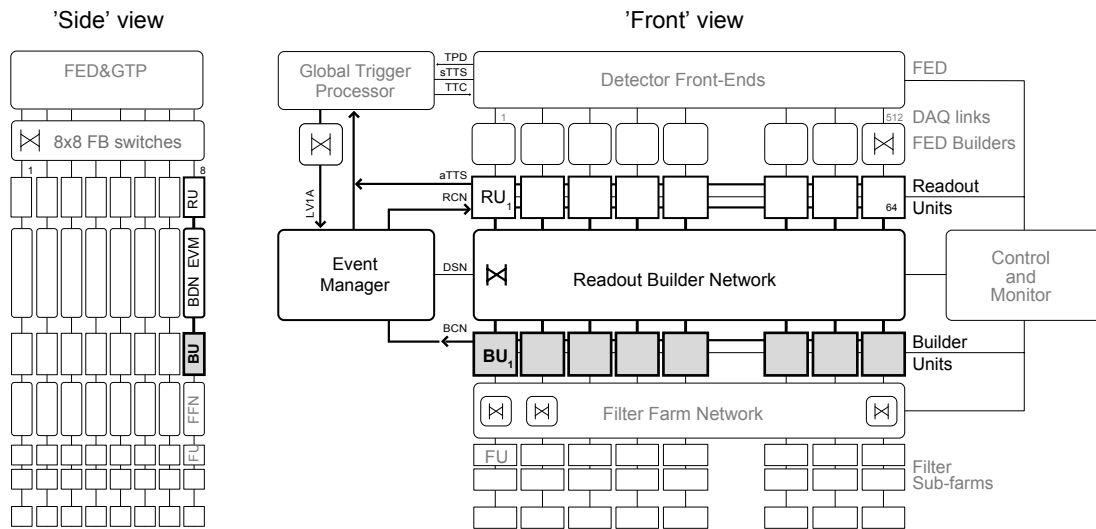 'Side' view
FED&GTP
8x8 FB switches
1
8
RU
BDN EVM
BU
FFN
FU
'Front' view
Global Trigger
Processor
TPD
sTTS
TTC
Detector Front-Ends
FED
1
512
DAQ links
FED Builders
LV1A
aTTS
RCN
RU1
64
Readout
Units
Event
Manager
DSN
Readout Builder Network
Control
and
Monitor
BCN
BU1
Builder
Units
Filter Farm Network
FU
Filter
Sub-farms